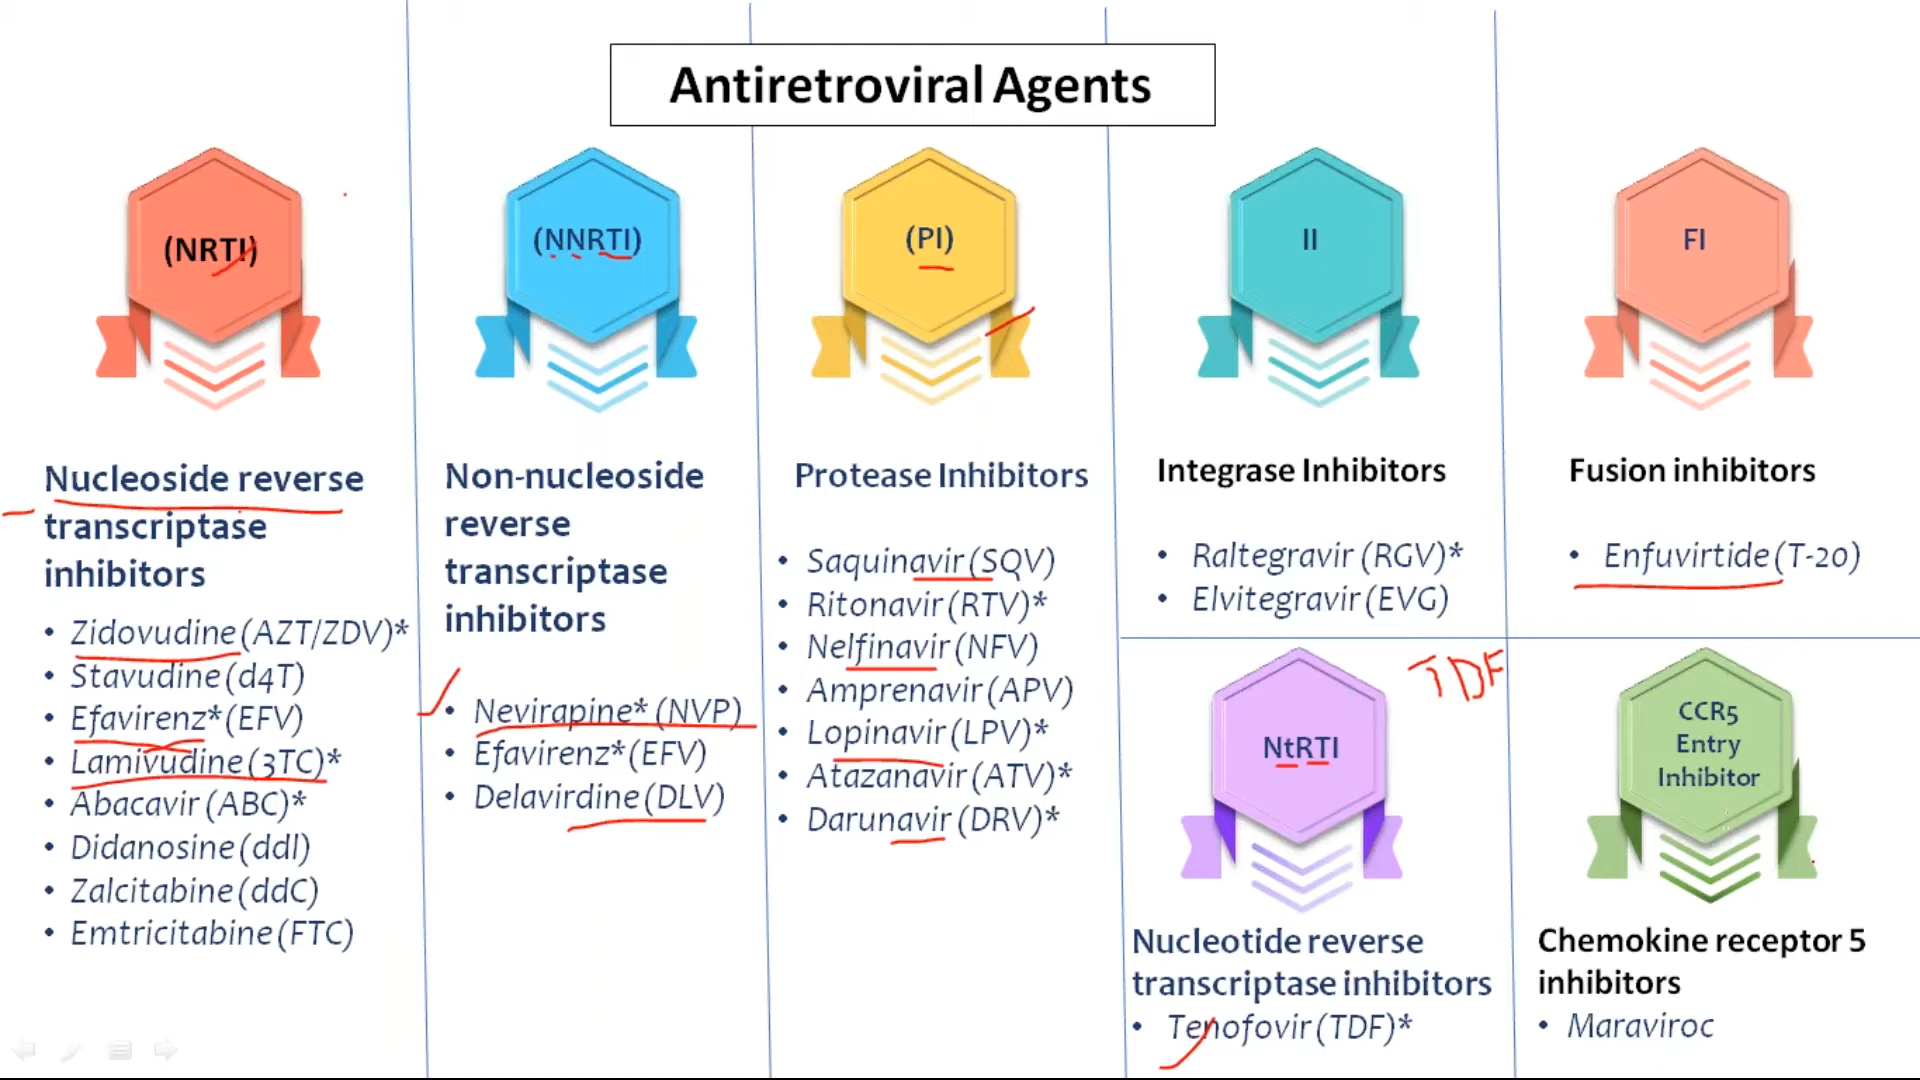 Antiretroviral Agents
(NRTI)
Nucleoside reverse
transcriptase
inhibitors
• Zidovudine (AZT/ZDV)*
• Stavudine (d4T)
• Efavirenz* (EFV)
• Lamivudine (3TC)*
• Abacavir (ABC)*
• Didanosine (ddl)
• Zalcitabine (ddC)
• Emtricitabine (FTC)
(NNRTI)
Non-nucleoside
reverse
transcriptase
inhibitors
• Nevirapine* (NVP)
• Efavirenz* (EFV)
• Delavirdine (DLV)
(PI)
Protease Inhibitors
• Saquinavir (SQV)
• Ritonavir (RTV)*
• Nelfinavir (NFV)
• Amprenavir (APV)
• Lopinavir (LPV)*
• Atazanavir (ATV)*
• Darunavir (DRV)*
II
Integrase Inhibitors
• Raltegravir (RGV)*
• Elvitegravir (EVG)
TDF
NtRTI
Nucleotide reverse
transcriptase inhibitors
• Tenofovir (TDF)*
FI
Fusion inhibitors
• Enfuvirtide (T-20)
CCR5
Entry
Inhibitor
Chemokine receptor 5
inhibitors
• Maraviroc